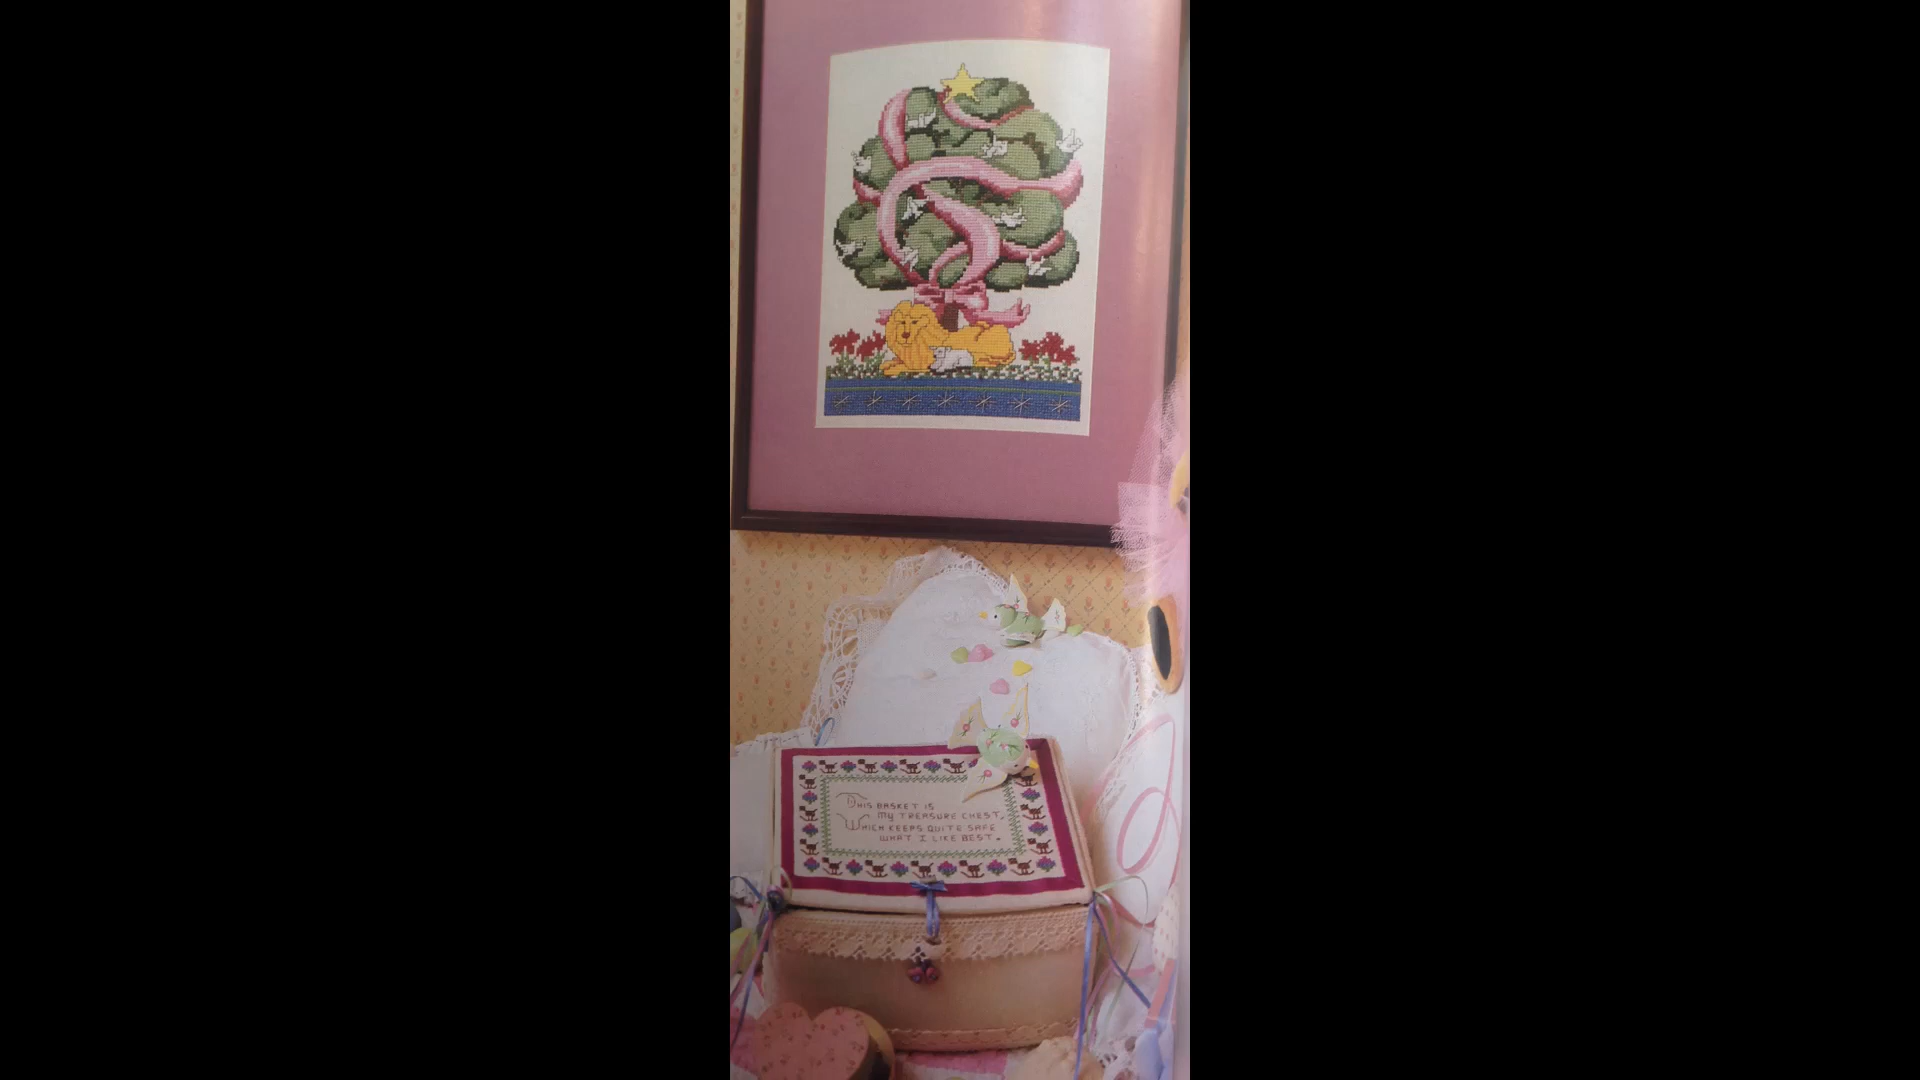 THIS BASKET IS
MY TREASURE CHEST,
WHICH KEEPS QUITE SAFE
WHAT I LIKE BEST.